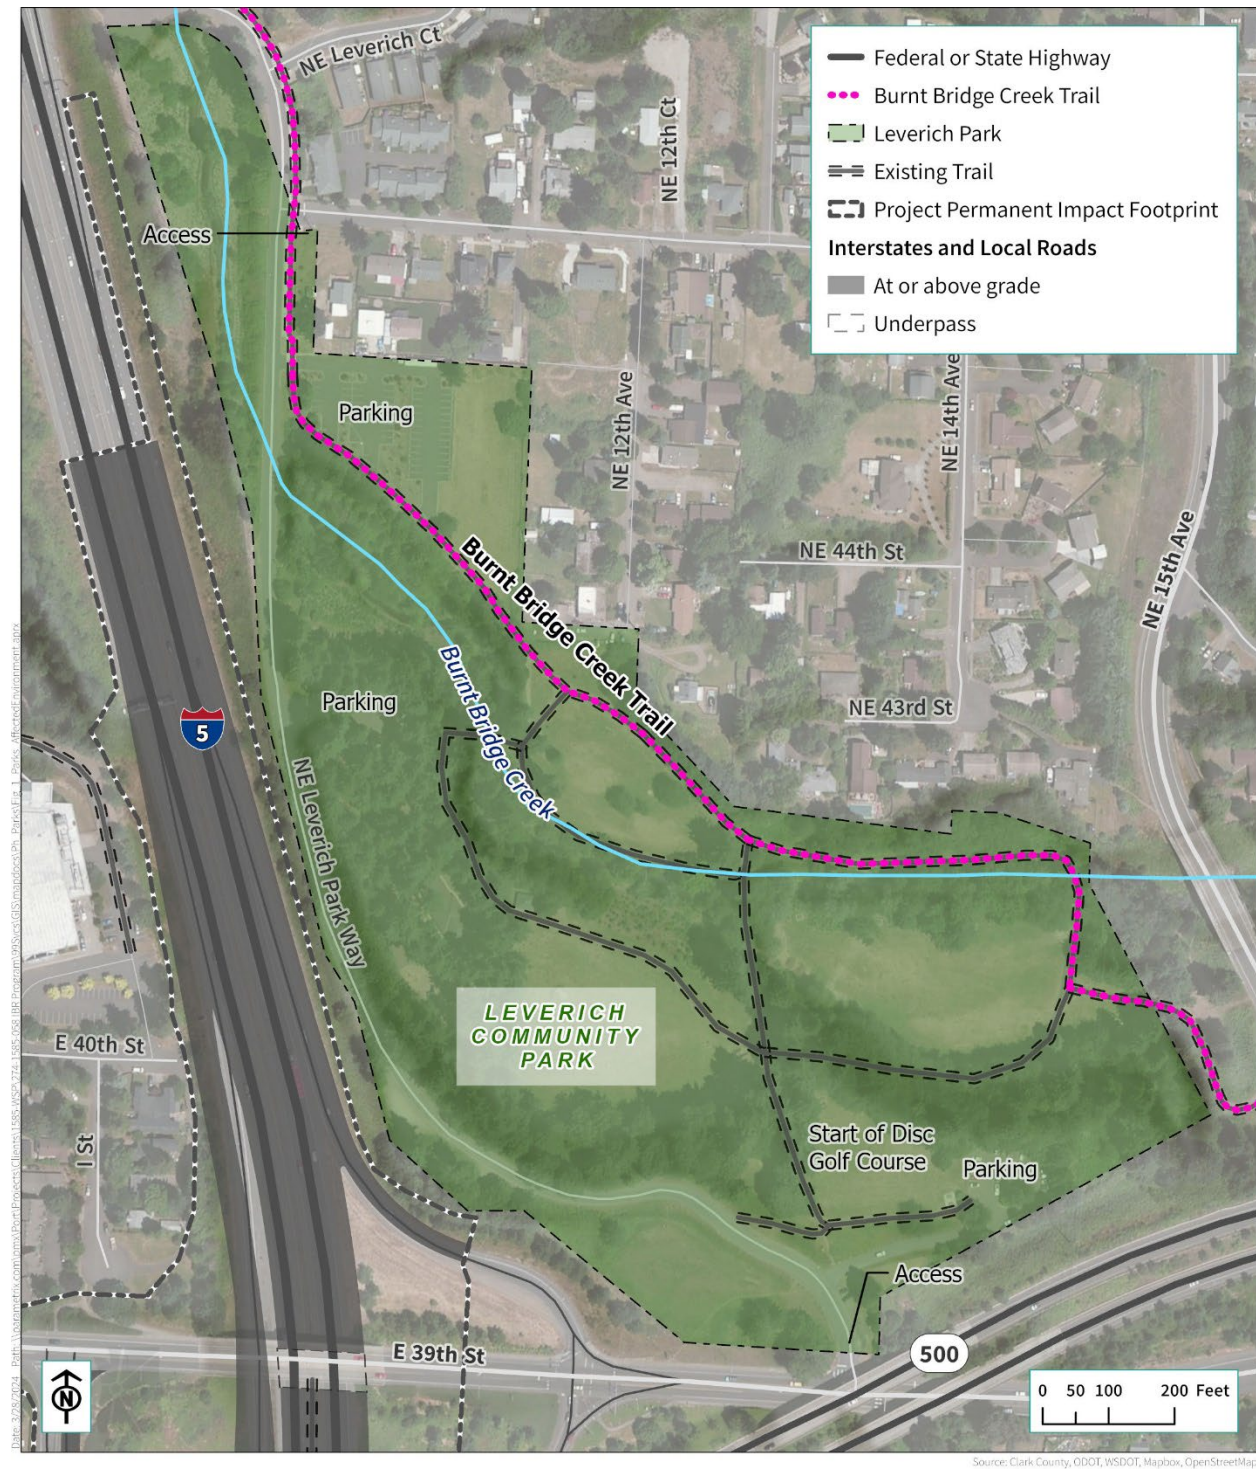 Federal or State Highway
Burnt Bridge Creek Trail
Leverich Park
Existing Trail
Project Permanent Impact Footprint
Interstates and Local Roads
At or above grade
Underpass
NE Leverich Ct
NE 12th Ct
Access
Parking
NE 12th Ave
NE 14th Ave
NE 44th St
NE 15th Ave
Burnt Bridge Creek Trail
Burnt Bridge Creek
Parking
NE 43rd St
5
NE Leverich Park Way
LEVERICH
COMMUNITY
PARK
E 40th St
I St
Start of Disc
Golf Course
Parking
Access
E 39th St
500
N
0 50 100 200 Feet
Source: Clark County, ODOT, WSDOT, Mapbox, OpenStreetMap